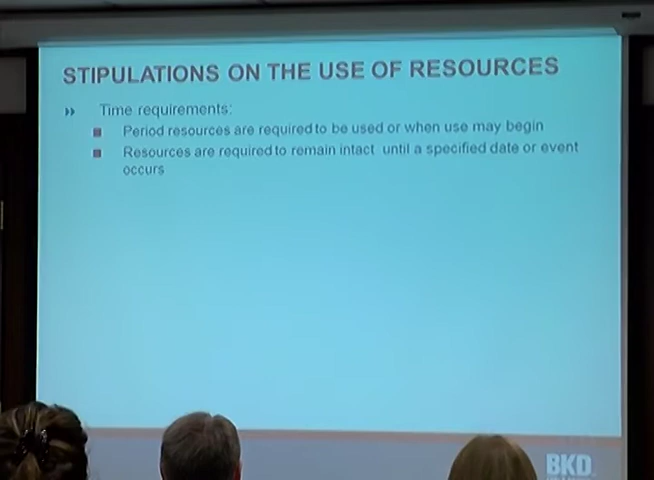 STIPULATIONS ON THE USE OF RESOURCES
Time requirements:
Period resources are required to be used or when use may begin
Resources are required to remain intact until a specified date or event
occurs
BKD